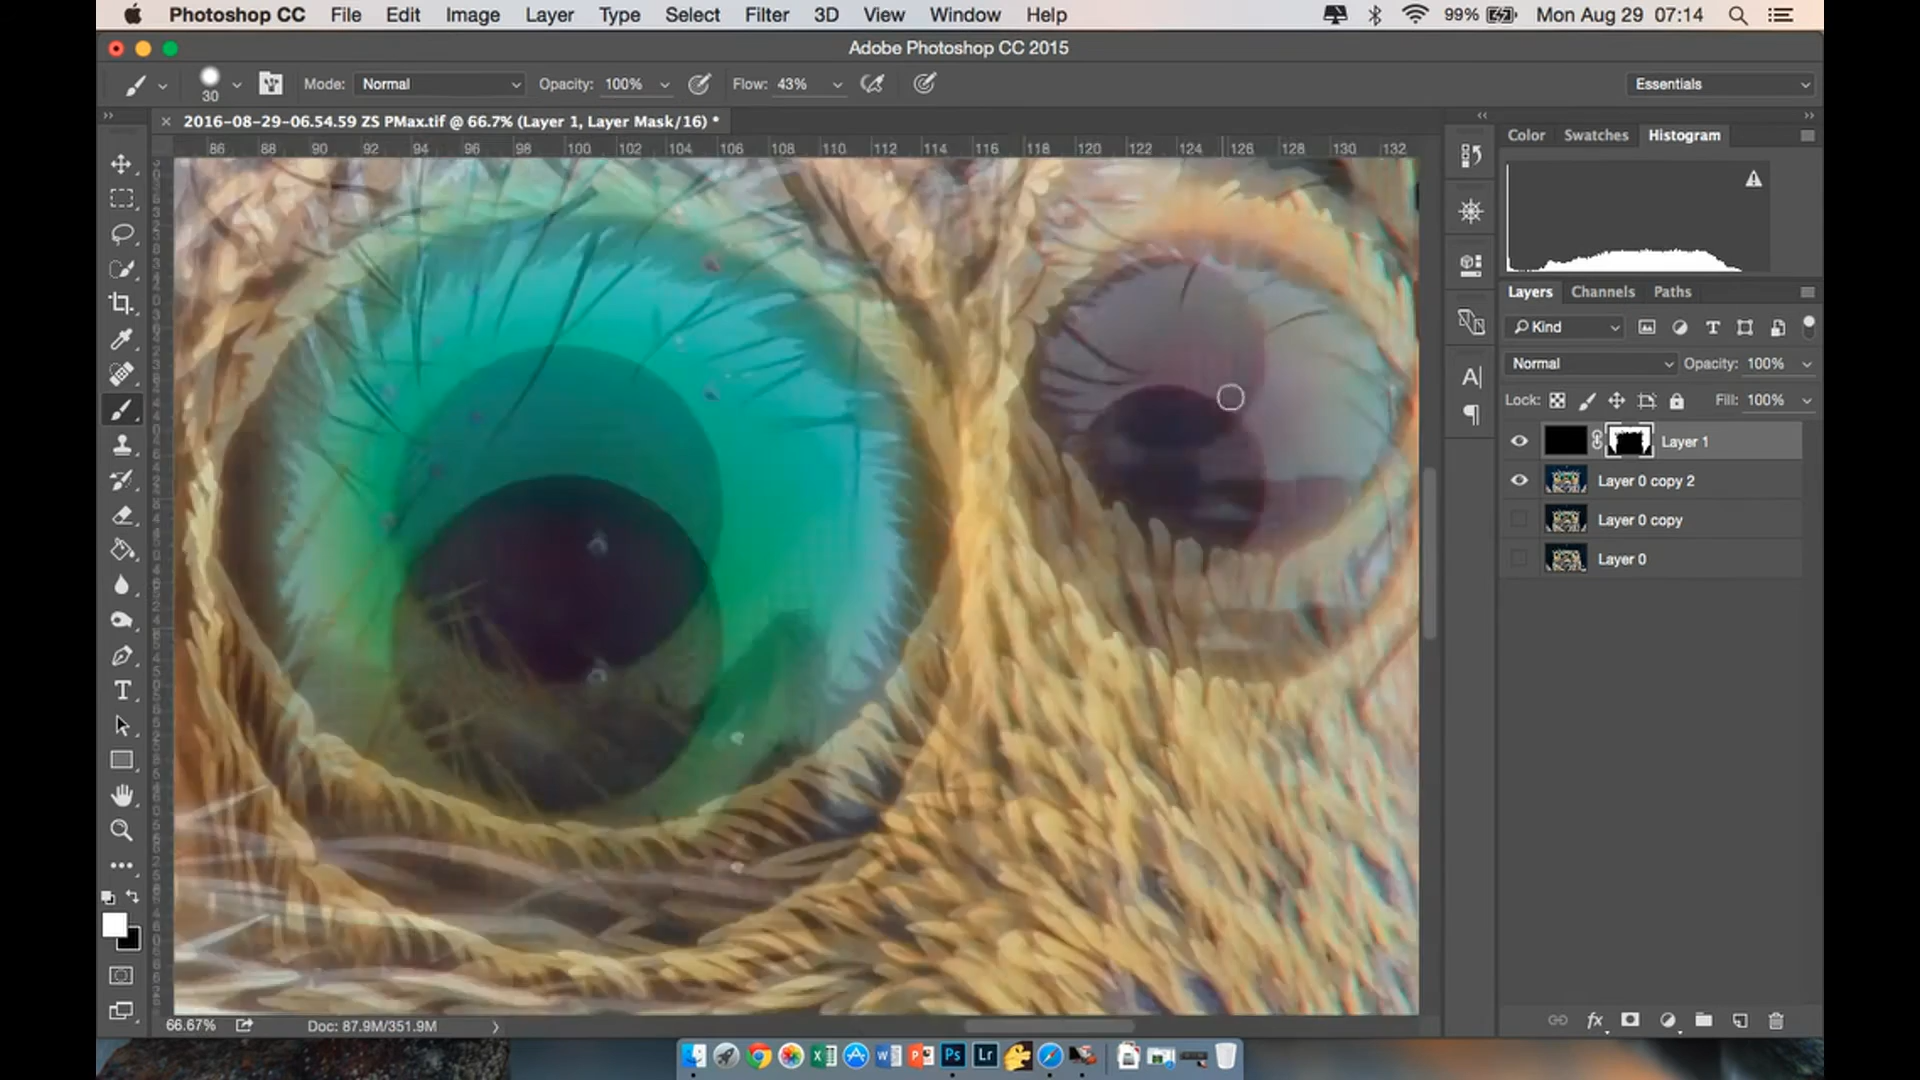 Photoshop CC File Edit Image Layer Type Select Filter 3D View Window Help 99% Mon Aug 29 07:14
Adobe Photoshop CC 2015
30 Mode: Normal Opacity: 100% Flow: 43% Essentials
2016-08-29-06.54.59 ZS PMax.tif @ 66.7% (Layer 1, Layer Mask/16) *
86 88 90 92 94 96 98 100 102 104 106 108 110 112 114 116 118 120 122 124 126 128 130 132
Color Swatches Histogram
Layers Channels Paths
Kind
Normal Opacity: 100%
Lock: Fill: 100%
Layer 1
Layer 0 copy 2
Layer 0 copy
Layer 0
66.67% Doc: 87.9M/351.9M
Ps Lr